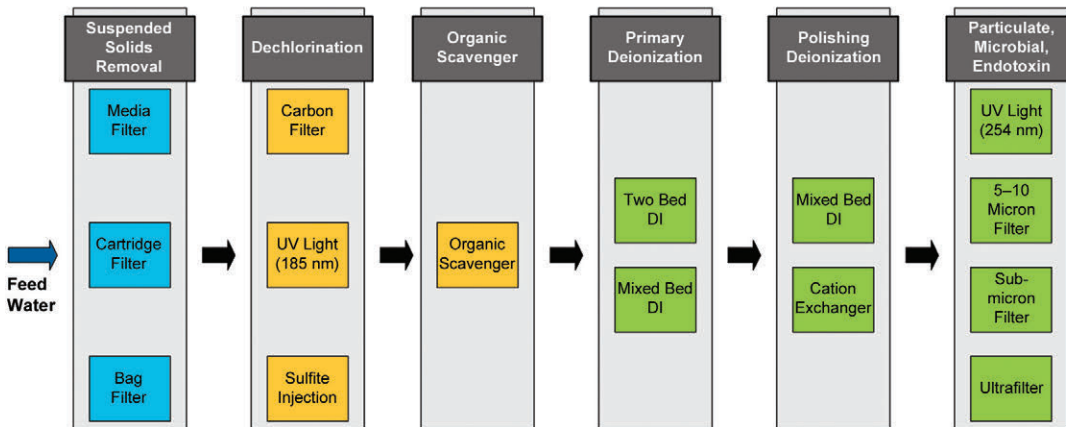 Suspended
Solids
Removal
Dechlorination
Organic
Scavenger
Primary
Deionization
Polishing
Deionization
Particulate,
Microbial,
Endotoxin
Feed
Water
Media
Filter
Cartridge
Filter
Bag
Filter
Carbon
Filter
UV Light
(185 nm)
Sulfite
Injection
Organic
Scavenger
Two Bed
DI
Mixed Bed
DI
Mixed Bed
DI
Cation
Exchanger
UV Light
(254 nm)
5–10
Micron
Filter
Sub-
micron
Filter
Ultrafilter